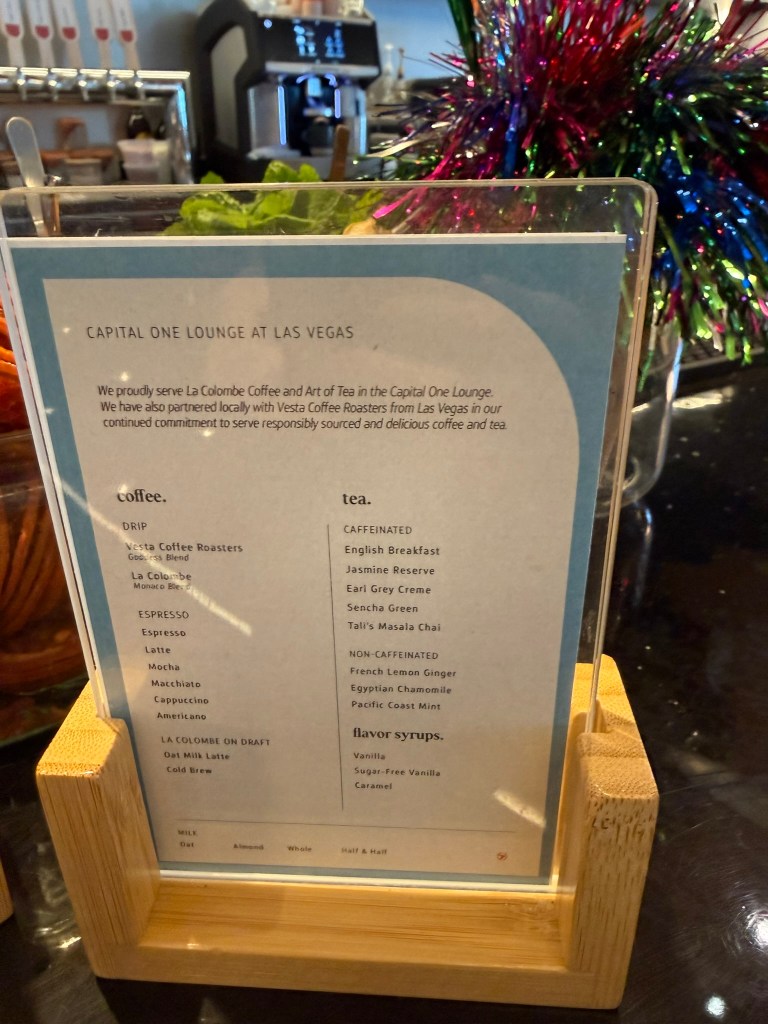 CAPITAL ONE LOUNGE AT LAS VEGAS
We proudly serve La Colombe Coffee and Art of Tea in the Capital One Lounge.
We have also partnered locally with Vesta Coffee Roasters from Las Vegas in our
continued commitment to serve responsibly sourced and delicious coffee and tea.
coffee.
DRIP
Vesta Coffee Roasters
Goddess Blend
La Colombe
Monaco Blend
ESPRESSO
Espresso
Latte
Mocha
Macchiato
Cappuccino
Americano
LA COLOMBE ON DRAFT
Oat Milk Latte
Cold Brew
tea.
CAFFEINATED
English Breakfast
Jasmine Reserve
Earl Grey Creme
Sencha Green
Tali's Masala Chai
NON-CAFFEINATED
French Lemon Ginger
Egyptian Chamomile
Pacific Coast Mint
flavor syrups.
Vanilla
Sugar-Free Vanilla
Caramel
MILK
Oat Almond Whole Half & Half